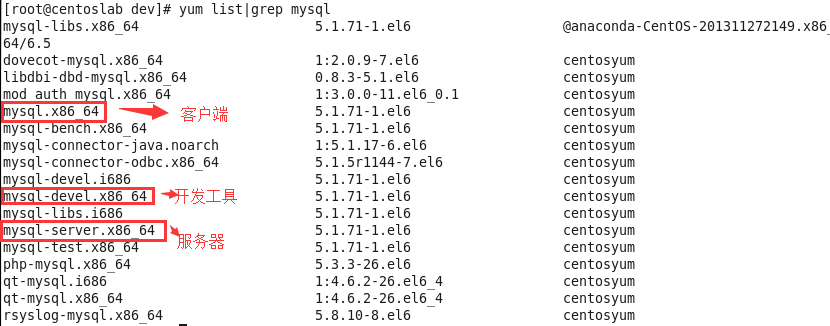 [root@centoslab dev]# yum list|grep mysql
mysql-libs.x86_64 5.1.71-1.el6 @anaconda-CentOS-201311272149.x86_
64/6.5
dovecot-mysql.x86_64 1:2.0.9-7.el6 centosyum
libdbi-dbd-mysql.x86_64 0.8.3-5.1.el6 centosyum
mod_auth_mysql.x86_64 1:3.0.0-11.el6_0.1 centosyum
mysql.x86_64 客户端 5.1.71-1.el6 centosyum
mysql-bench.x86_64 5.1.71-1.el6 centosyum
mysql-connector-java.noarch 1:5.1.17-6.el6 centosyum
mysql-connector-odbc.x86_64 5.1.5r1144-7.el6 centosyum
mysql-devel.i686 5.1.71-1.el6 centosyum
mysql-devel.x86_64 开发工具 5.1.71-1.el6 centosyum
mysql-libs.i686 5.1.71-1.el6 centosyum
mysql-server.x86_64 服务器 5.1.71-1.el6 centosyum
mysql-test.x86_64 5.1.71-1.el6 centosyum
php-mysql.x86_64 5.3.3-26.el6 centosyum
qt-mysql.i686 1:4.6.2-26.el6_4 centosyum
qt-mysql.x86_64 1:4.6.2-26.el6_4 centosyum
rsyslog-mysql.x86_64 5.8.10-8.el6 centosyum